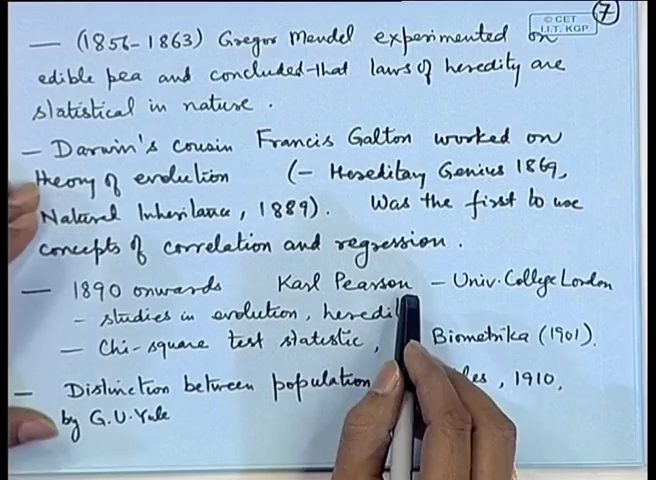 7
© CET
I.I.T. KGP
— (1856-1863) Gregor Mendel experimented on
edible pea and concluded that laws of heredity are
statistical in nature.
— Darwin's cousin Francis Galton worked on
theory of evolution (— Hereditary Genius 1869,
Natural Inheritance, 1889). Was the first to use
concepts of correlation and regression.
— 1890 onwards Karl Pearson — Univ. College London
- studies in evolution,
— Chi-square test statistic, Biometrika (1901).
— Distinction between population 1910,
by G.U. Yule